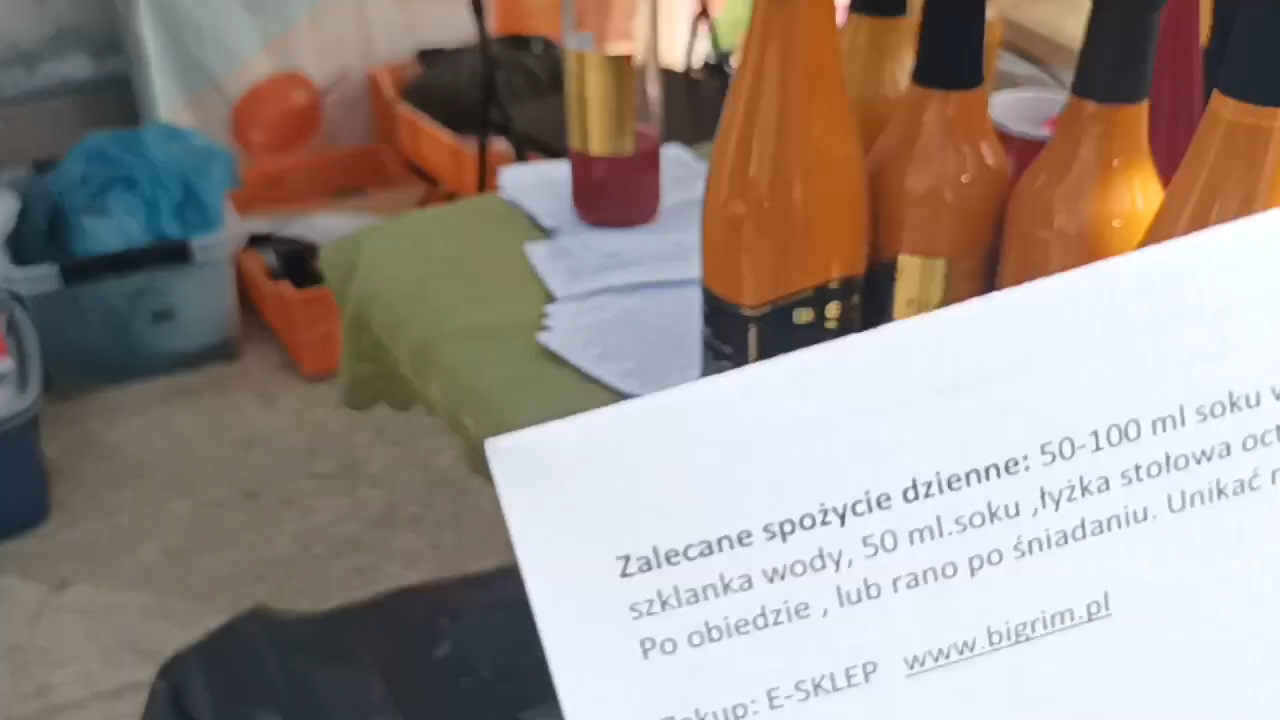 Zalecane spożycie dzienne: 50-100 ml soku
szklanka wody, 50 ml.soku ,łyżka stołowa
Po obiedzie , lub rano po śniadaniu. Unikać
E-SKLEP www.bigrim.pl